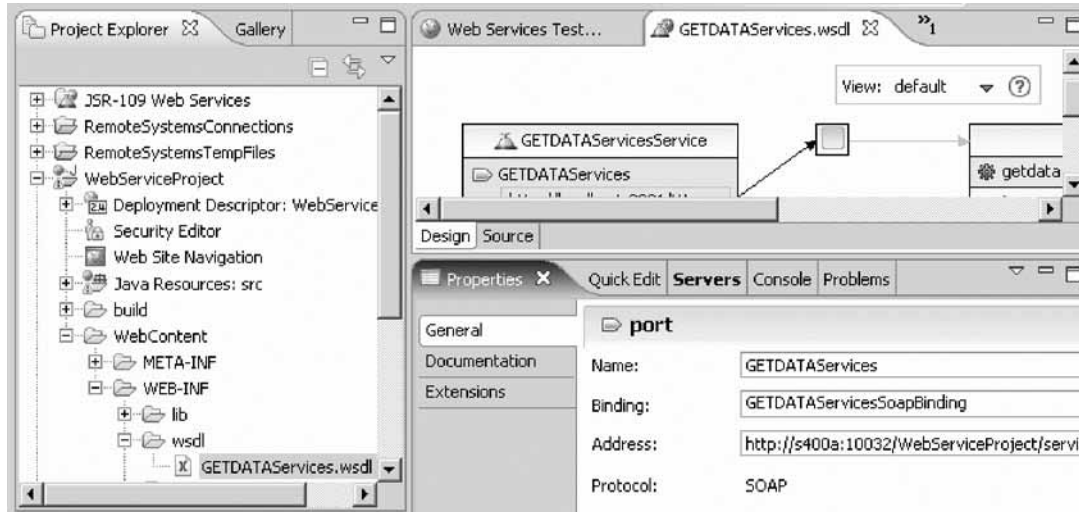 Project Explorer
Gallery
JSR-109 Web Services
RemoteSystemsConnections
RemoteSystemsTempFiles
WebServiceProject
Deployment Descriptor: WebService
Security Editor
Web Site Navigation
Java Resources: src
build
WebContent
META-INF
WEB-INF
lib
wsdl
GETDATAServices.wsdl
Web Services Test...
GETDATAServices.wsdl
1
View: default
GETDATAServicesService
GETDATAServices
getdata
Design
Source
Properties
Quick Edit
Servers
Console
Problems
General
Documentation
Extensions
port
Name:
GETDATAServices
Binding:
GETDATAServicesSoapBinding
Address:
http://s400a:10032/WebServiceProject/servi
Protocol:
SOAP